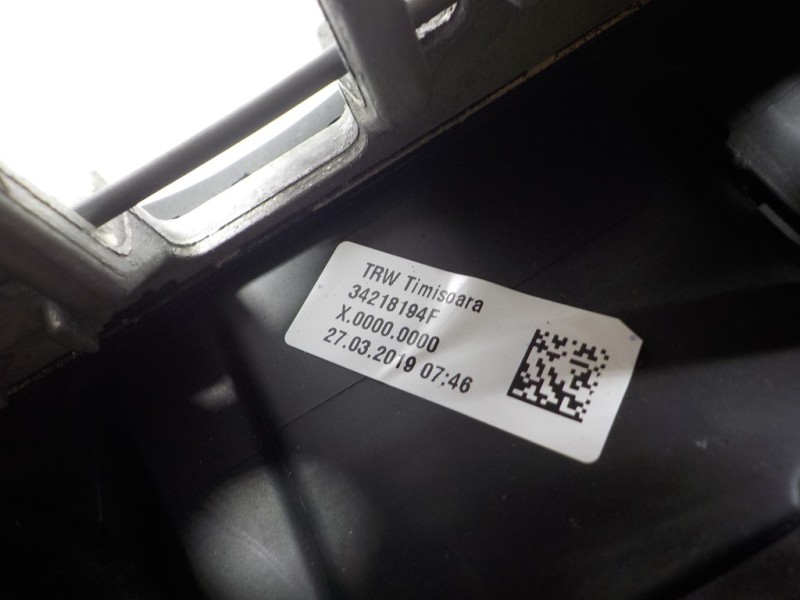 TRW Timisoara
34218194F
X.0000.0000
27.03.2019 07:46